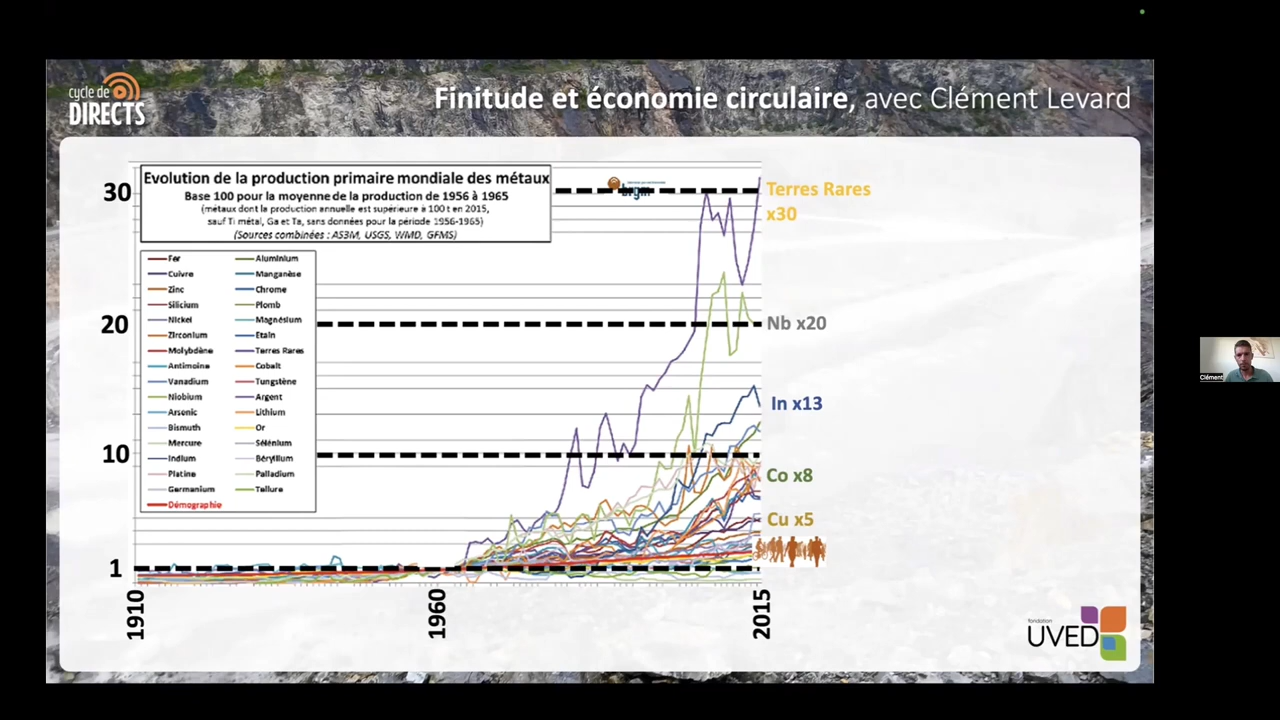 cycle de
DIRECTS
Finitude et économie circulaire, avec Clément Levard
Evolution de la production primaire mondiale des métaux
Base 100 pour la moyenne de la production de 1956 à 1965
(métaux dont la production annuelle est supérieure à 100 t en 2015,
sauf Ti métal, Ga et Ta, sans données pour la période 1956-1965)
(Sources combinées : AS3M, USGS, WMD, GFMS)
brgm
30
20
10
1
Fer Aluminium
Cuivre Manganèse
Zinc Chrome
Silicium Plomb
Nickel Magnésium
Zirconium Etain
Molybdène Terres Rares
Antimoine Cobalt
Vanadium Tungstène
Niobium Argent
Arsenic Lithium
Bismuth Or
Mercure Sélénium
Indium Béryllium
Platine Palladium
Germanium Tellure
Démographie
Terres Rares
x30
Nb x20
In x13
Co x8
Cu x5
1910
1960
2015
fondation
UVED
Clément